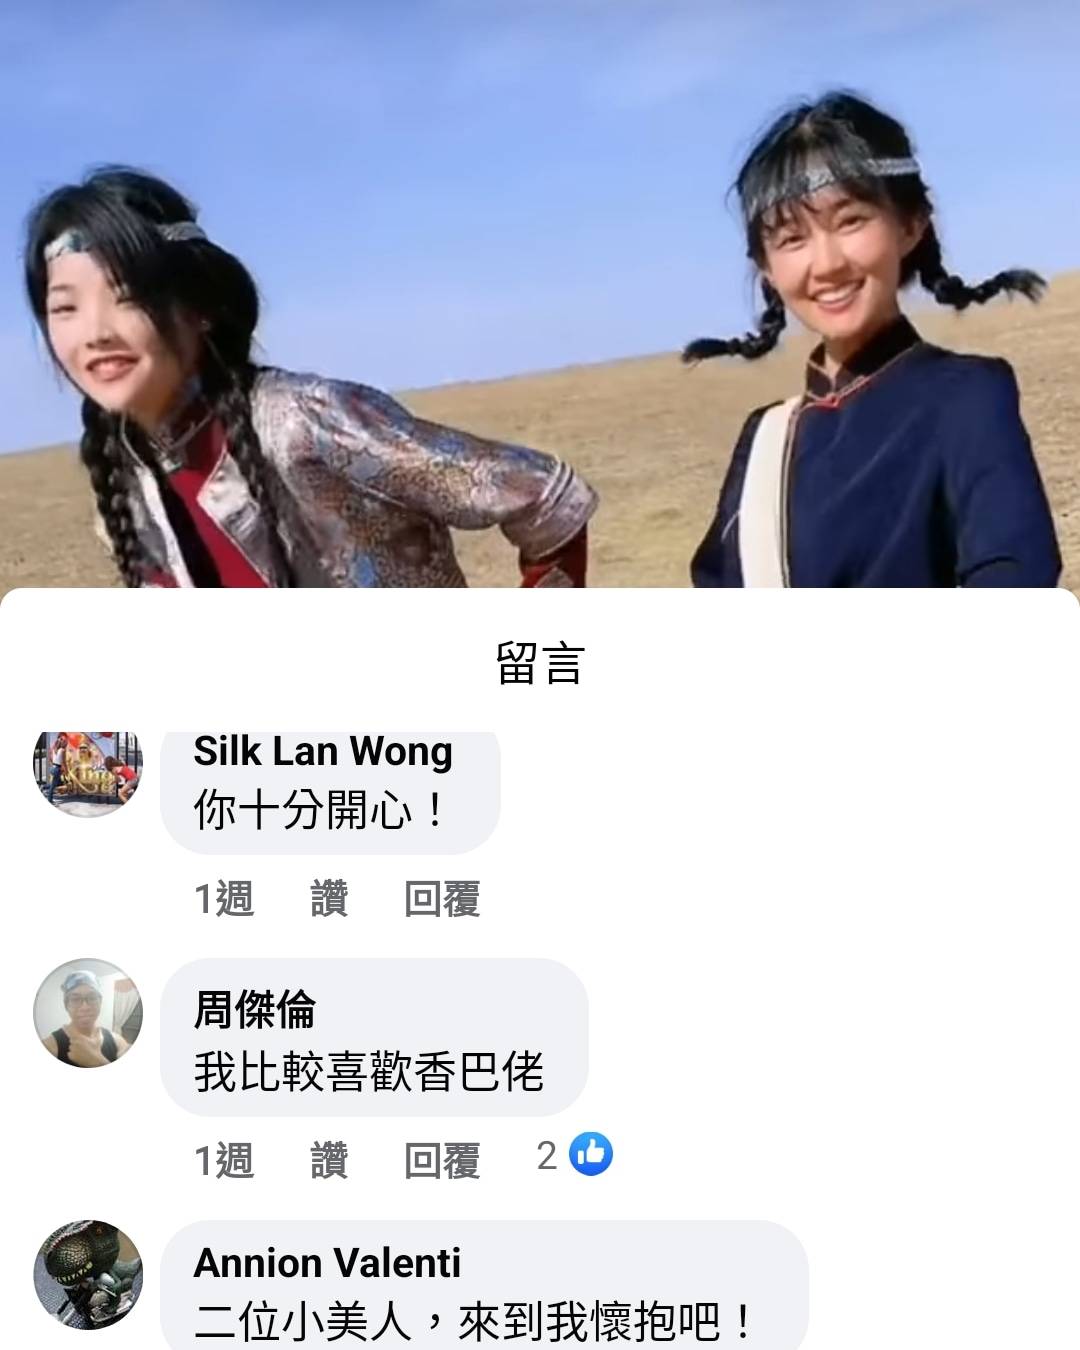 留言
Silk Lan Wong
你十分開心！
1週 讚 回覆
周傑倫
我比較喜歡香巴佬
1週 讚 回覆 2
Annion Valenti
二位小美人，來到我懷抱吧！